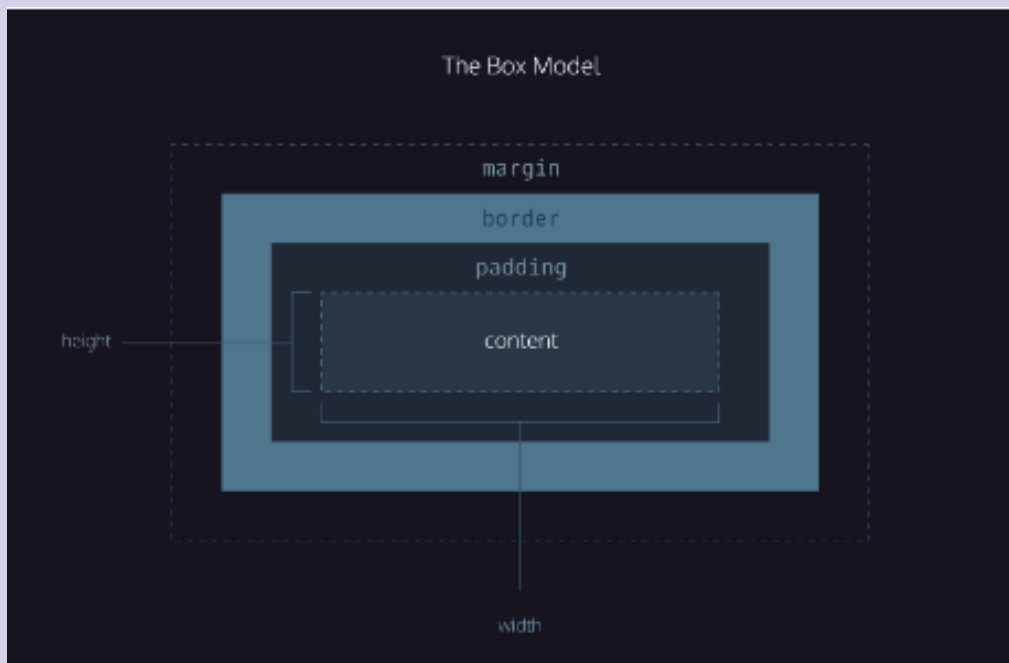 The Box Model
margin
border
padding
content
height
width